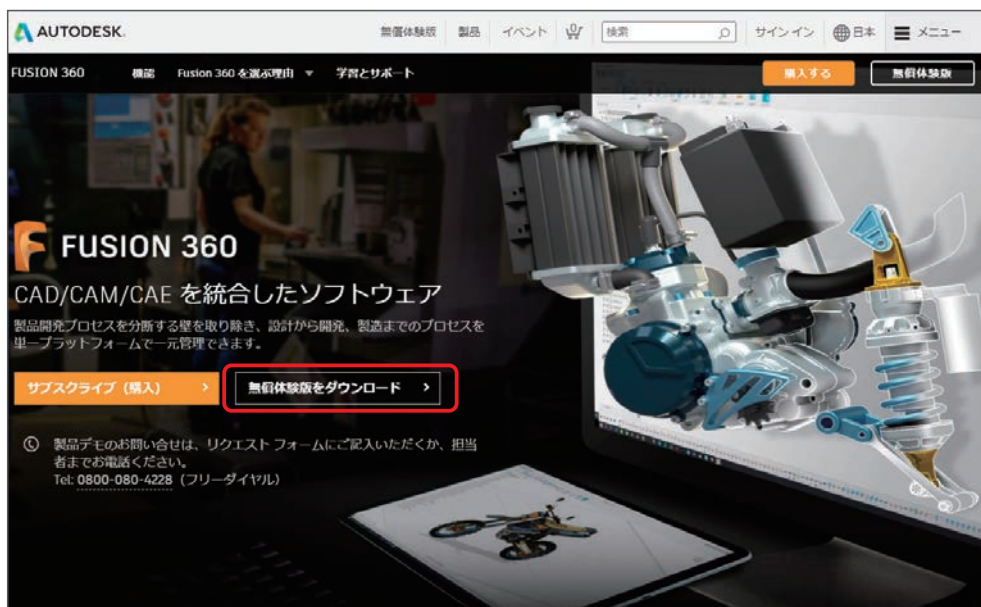 AUTODESK.
無償体験版 製品 イベント 0 検索 サインイン 日本 メニュー
FUSION 360 機能 Fusion 360 を選ぶ理由 学習とサポート 購入する 無償体験版
F FUSION 360
CAD/CAM/CAE を統合したソフトウェア
製品開発プロセスを分断する壁を取り除き、設計から開発、製造までのプロセスを
単一プラットフォームで一元管理できます。
サブスクライブ（購入） > 無償体験版をダウンロード >
製品デモのお問い合せは、リクエスト フォームにご記入いただくか、担当
者までお電話ください。
Tel: 0800-080-4228（フリーダイヤル）